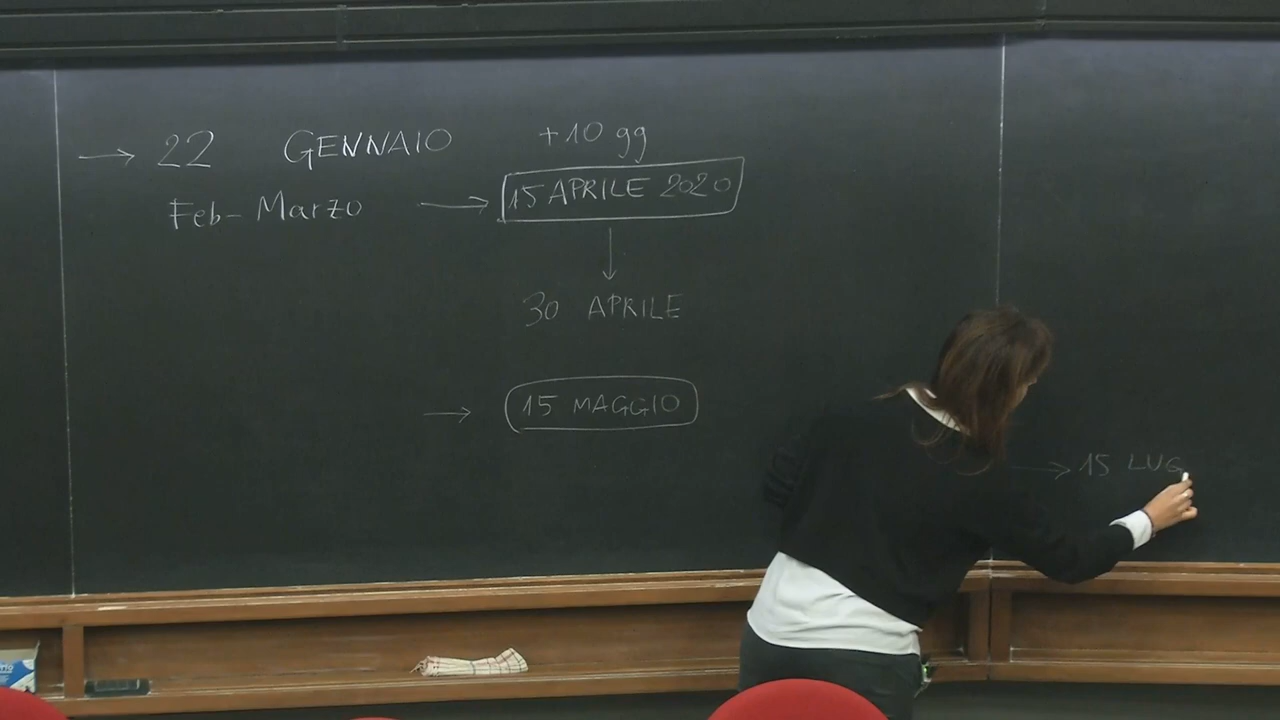 → 22 GENNAIO +10 gg
Feb-Marzo → 15 APRILE 2020
↓
30 APRILE
→ 15 MAGGIO
→ 15 LUG